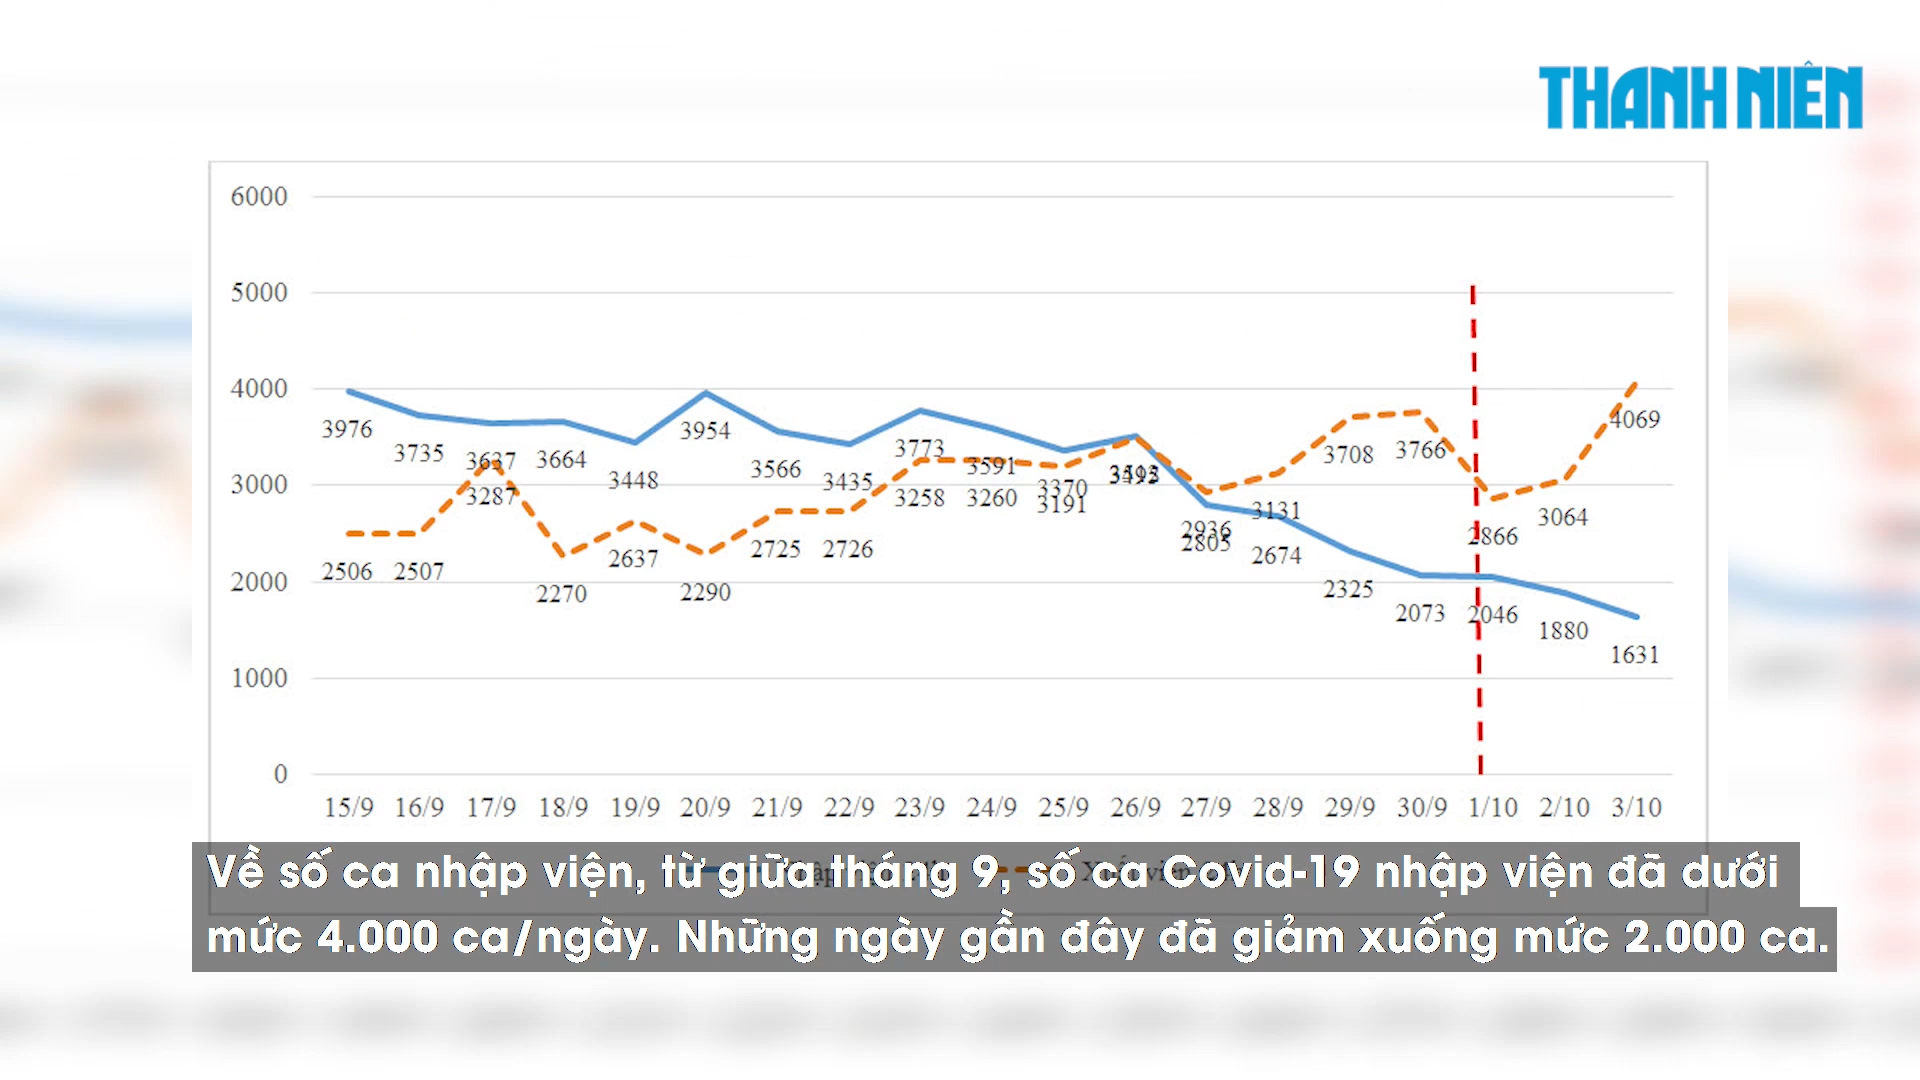 THANH NIÊN
6000
5000
4000
3000
2000
1000
0
3976 3735 3637 3664 3448 3954 3566 3435 3773 3591 3370 2805 2674 2325 2073 2046 1880 1631
2506 2507 3287 2270 2637 2290 2725 2726 3258 3260 3191 2936 3131 3708 3766 2866 3064 4069
15/9 16/9 17/9 18/9 19/9 20/9 21/9 22/9 23/9 24/9 25/9 26/9 27/9 28/9 29/9 30/9 1/10 2/10 3/10
Về số ca nhập viện, từ giữa tháng 9, số ca Covid-19 nhập viện đã dưới
mức 4.000 ca/ngày. Những ngày gần đây đã giảm xuống mức 2.000 ca.